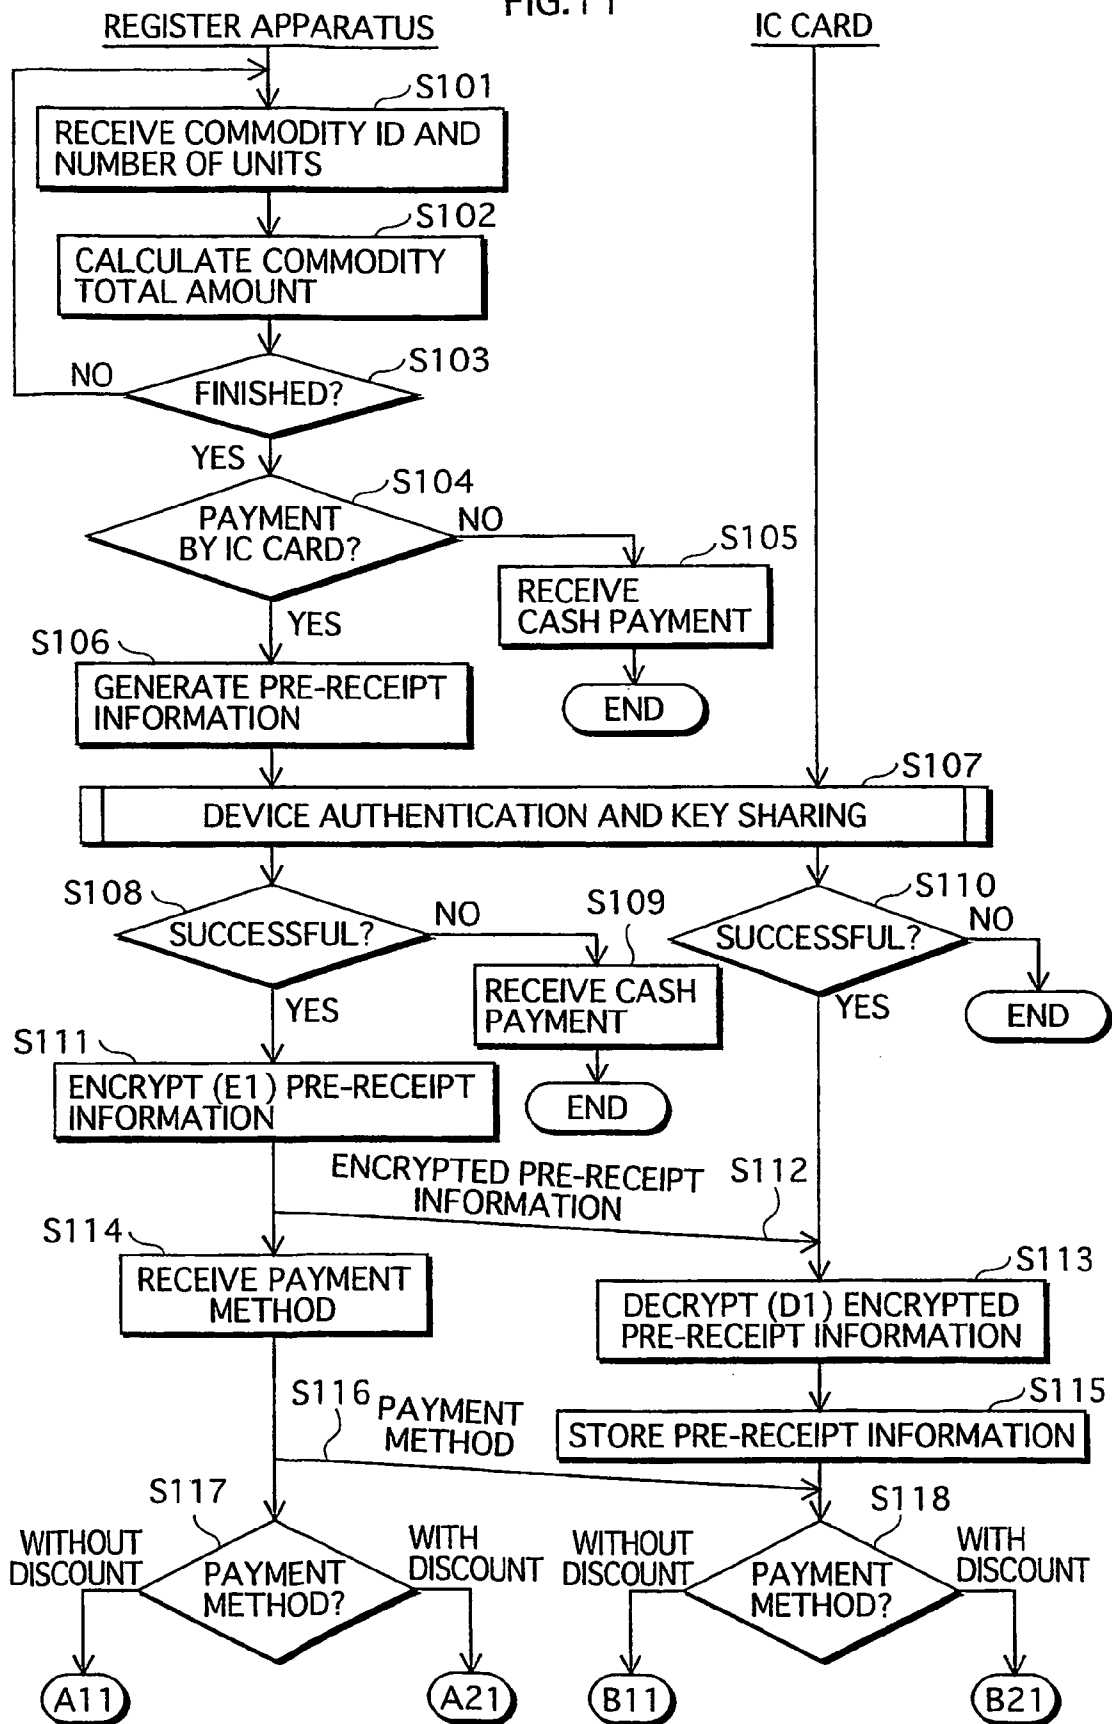 FIG.11
REGISTER APPARATUS
IC CARD
S101
RECEIVE COMMODITY ID AND
NUMBER OF UNITS
S102
CALCULATE COMMODITY
TOTAL AMOUNT
S103
NO
FINISHED?
YES
S104
PAYMENT
BY IC CARD?
NO
S105
RECEIVE
CASH PAYMENT
YES
END
S106
GENERATE PRE-RECEIPT
INFORMATION
S107
DEVICE AUTHENTICATION AND KEY SHARING
S108
SUCCESSFUL?
NO
S109
RECEIVE CASH
PAYMENT
END
YES
S110
SUCCESSFUL?
NO
END
YES
S111
ENCRYPT (E1) PRE-RECEIPT
INFORMATION
ENCRYPTED PRE-RECEIPT
INFORMATION
S112
S114
RECEIVE PAYMENT
METHOD
S113
DECRYPT (D1) ENCRYPTED
PRE-RECEIPT INFORMATION
S115
STORE PRE-RECEIPT INFORMATION
S116
PAYMENT
METHOD
S117
WITHOUT
DISCOUNT
PAYMENT
METHOD?
WITH
DISCOUNT
S118
WITHOUT
DISCOUNT
PAYMENT
METHOD?
WITH
DISCOUNT
A11
A21
B11
B21